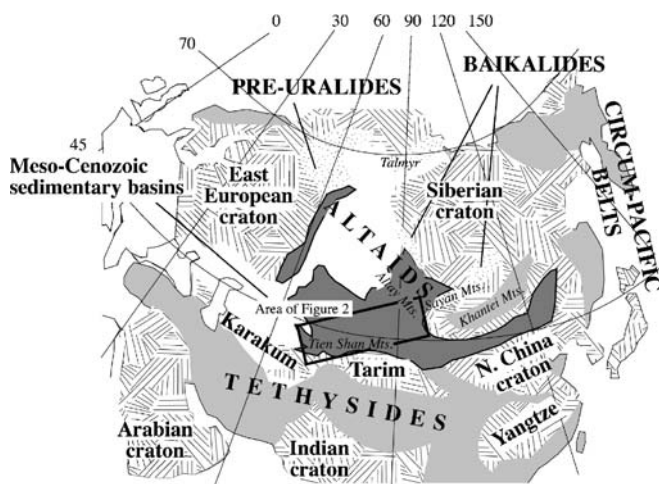 0 30 60 90 120 150
70
PRE-URALIDES
BAIKALIDES
45
Meso-Cenozoic
sedimentary basins
East
European
craton
Talmyr
Siberian
craton
CIRCUM-PACIFIC
BELTS
ALTAIDS
Altay Mts.
Sayan Mts.
Khantei Mts.
Area of Figure 2
Karakum
Tien Shan Mts.
Tarim
N. China
craton
TETHYSIDES
Arabian
craton
Indian
craton
Yangtze